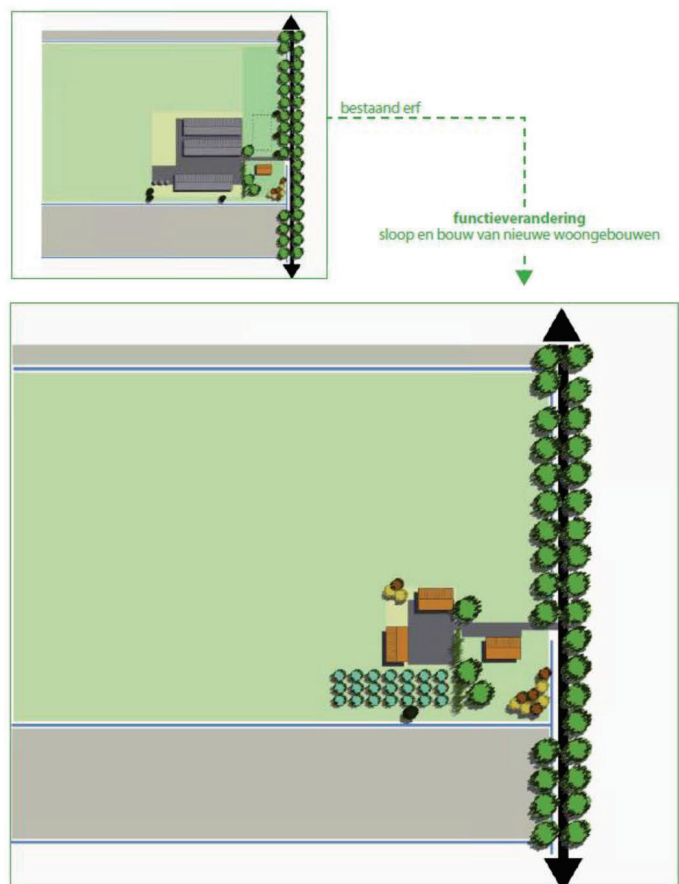 bestaand erf
functieverandering
sloop en bouw van nieuwe woongebouwen